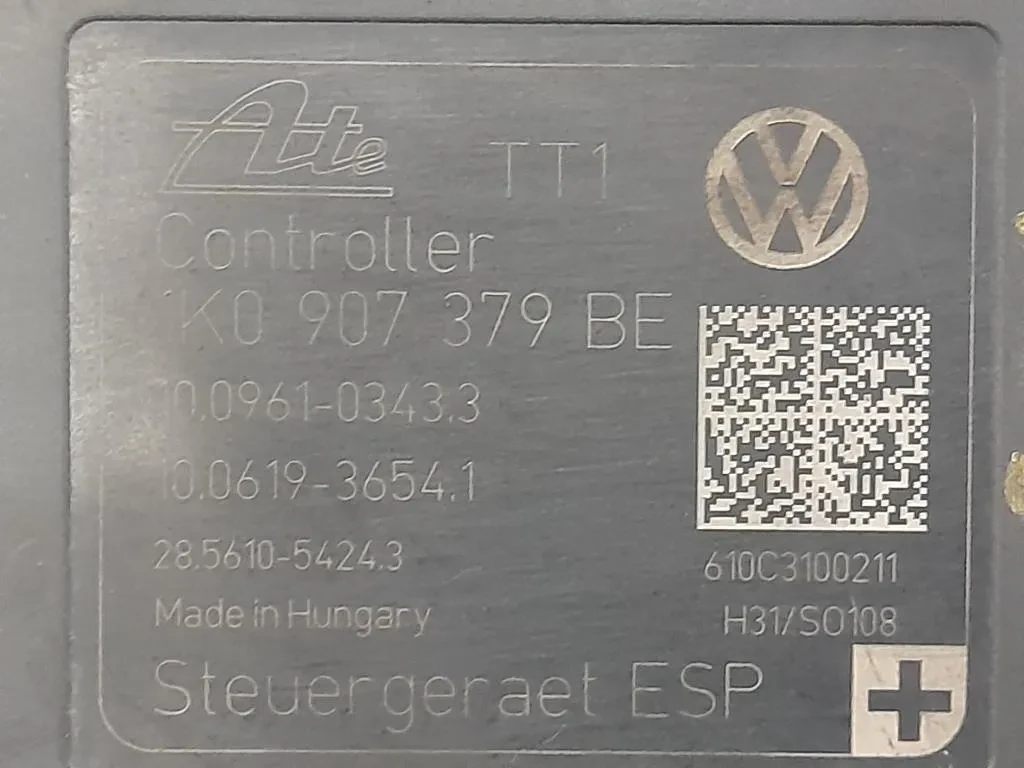 Ate TT1
Controller
1K0 907 379 BE
10.0961-0343.3
10.0619-3654.1
28.5610-5424.3
610C3100211
Made in Hungary
H31/S0108
Steuergeraet ESP